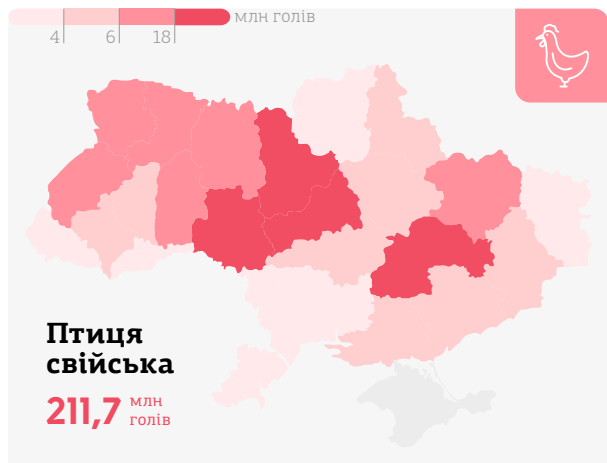 млн голів
4 6 18
Птиця
свійська
211,7 млн
голів